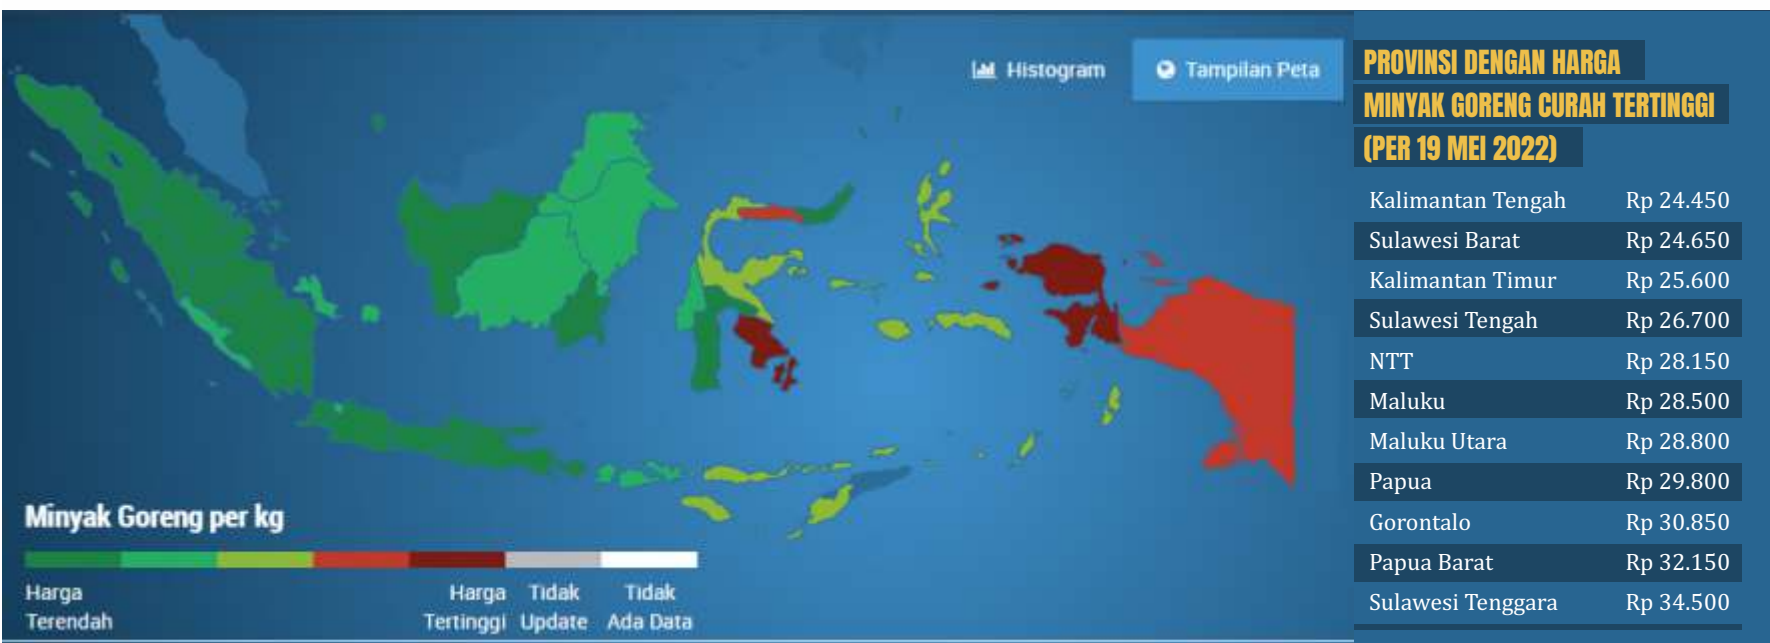 Histogram
Tampilan Peta
Minyak Goreng per kg
Harga
Terendah
Harga
Tertinggi
Tidak
Update
Tidak
Ada Data
PROVINSI DENGAN HARGA
MINYAK GORENG CURAH TERTINGGI
(PER 19 MEI 2022)
Kalimantan Tengah Rp 24.450
Sulawesi Barat Rp 24.650
Kalimantan Timur Rp 25.600
Sulawesi Tengah Rp 26.700
NTT Rp 28.150
Maluku Rp 28.500
Maluku Utara Rp 28.800
Papua Rp 29.800
Gorontalo Rp 30.850
Papua Barat Rp 32.150
Sulawesi Tenggara Rp 34.500